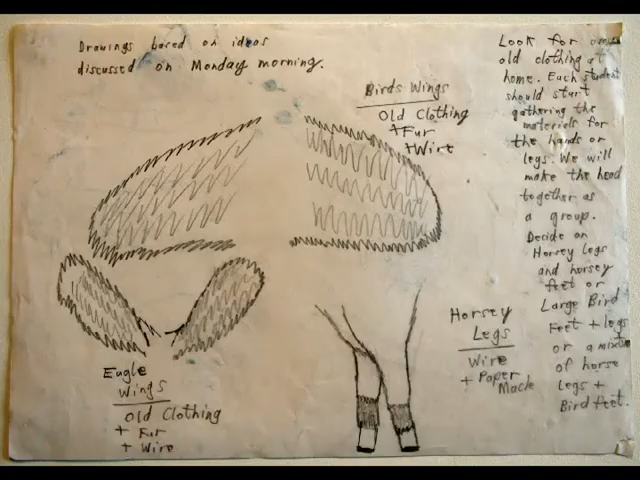 Drawings based on ideas
discussed on Monday morning.
Birds Wings
Old Clothing
+ Fur
+ Wire
Eugle
Wings
Old Clothing
+ Fur
+ Wire
Horsey
Legs
Wire
+ Paper
Mache
Look for
old clothing at
home. Each student
should start
gathering the
materials for
the hands or
legs. We will
make the head
together as
a group.
Decide on
Horsey legs
and horsey
feet or
Large Bird
Feet + legs
or a mixture
of horse
legs +
Bird feet.